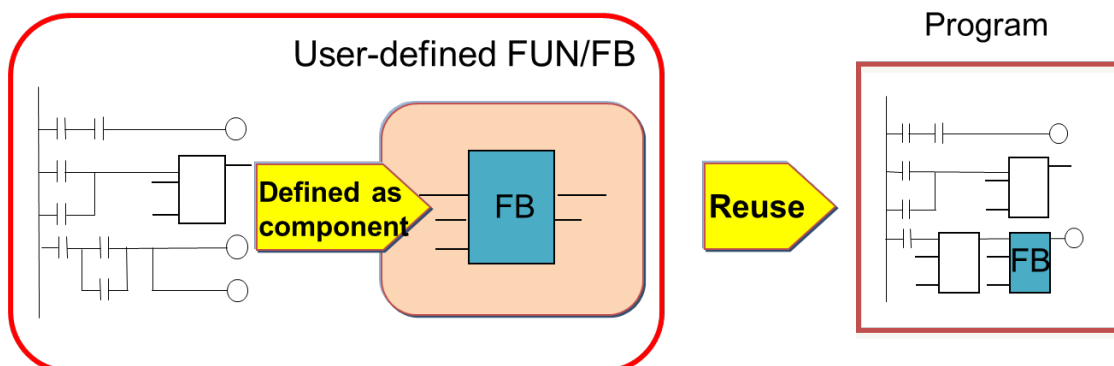 User-defined FUN/FB
Program
Defined as
component
FB
Reuse
FB